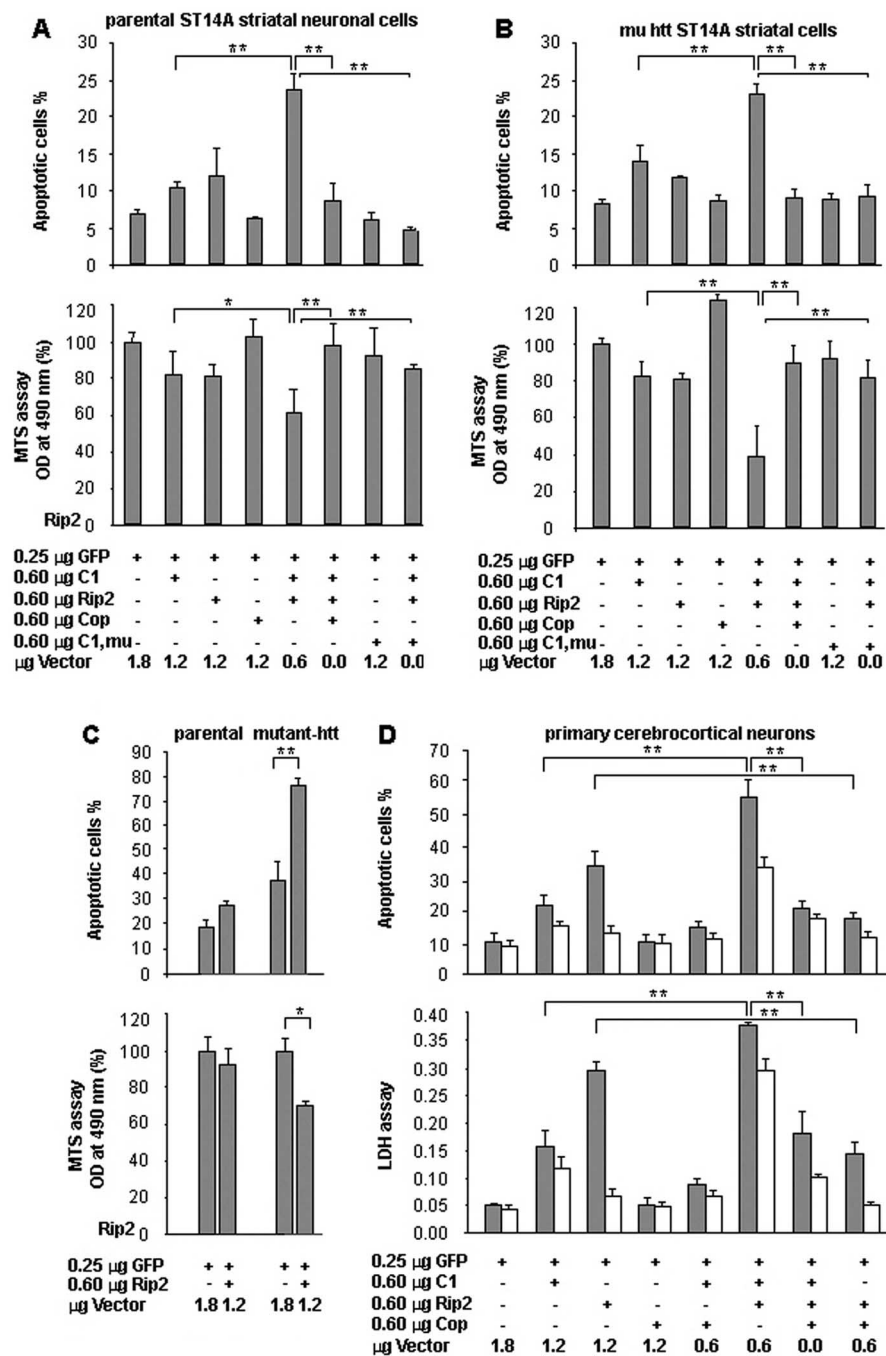 A
parental ST14A striatal neuronal cells
Apoptotic cells %
30
25
20
15
10
5
0
**
**
**
MTS assay
OD at 490 nm (%)
120
100
80
60
40
20
0
*
**
**
Rip2
0.25 µg GFP + + + + + + + +
0.60 µg C1 - + - - + + - +
0.60 µg Rip2 - - + - + + - +
0.60 µg Cop - - - + - + - -
0.60 µg C1,mu - - - - - - + +
µg Vector 1.8 1.2 1.2 1.2 0.6 0.0 1.2 0.0
B
mu htt ST14A striatal cells
Apoptotic cells %
30
25
20
15
10
5
0
**
**
**
MTS assay
OD at 490 nm (%)
120
100
80
60
40
20
0
**
**
**
0.25 µg GFP + + + + + + + +
0.60 µg C1 - + - - + + - +
0.60 µg Rip2 - - + - + + - +
0.60 µg Cop - - - + - + - -
0.60 µg C1,mu - - - - - - + +
µg Vector 1.8 1.2 1.2 1.2 0.6 0.0 1.2 0.0
C
parental mutant-htt
Apoptotic cells %
90
80
70
60
50
40
30
20
10
0
**
MTS assay
OD at 490 nm (%)
120
100
80
60
40
20
0
*
Rip2
0.25 µg GFP + + + +
0.60 µg Rip2 - + - +
µg Vector 1.8 1.2 1.8 1.2
D
primary cerebrocortical neurons
Apoptotic cells %
70
60
50
40
30
20
10
0
**
**
**
LDH assay
0.40
0.35
0.30
0.25
0.20
0.15
0.10
0.05
0.00
**
**
**
0.25 µg GFP + + + + + + + +
0.60 µg C1 - + - - + + + -
0.60 µg Rip2 - - + - - + + +
0.60 µg Cop - - - + + - + +
µg Vector 1.8 1.2 1.2 1.2 0.6 0.6 0.0 0.6